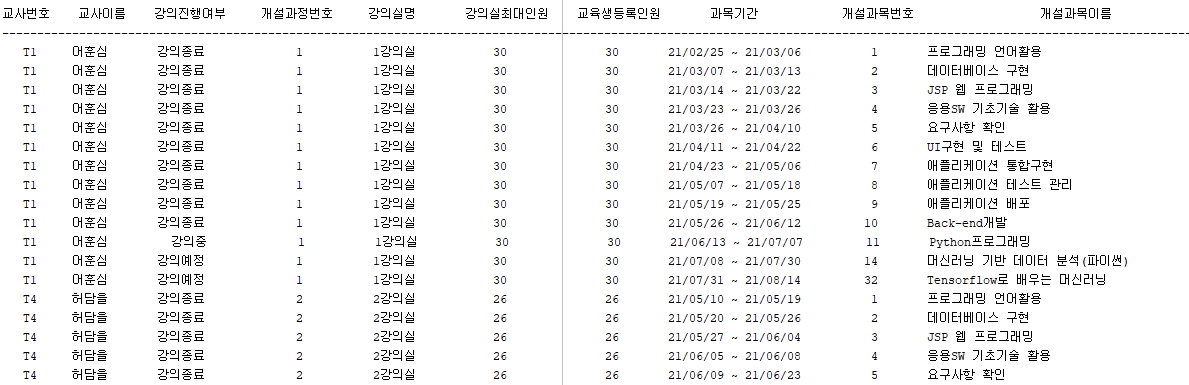 교사번호 교사이름 강의진행여부 개설과정번호 강의실명 강의실최대인원 교육생등록인원 과목기간 개설과목번호 개설과목이름
T1 어훈심 강의종료 1 1강의실 30 30 21/02/25 ~ 21/03/06 1 프로그래밍 언어활용
T1 어훈심 강의종료 1 1강의실 30 30 21/03/07 ~ 21/03/13 2 데이터베이스 구현
T1 어훈심 강의종료 1 1강의실 30 30 21/03/14 ~ 21/03/22 3 JSP 웹 프로그래밍
T1 어훈심 강의종료 1 1강의실 30 30 21/03/23 ~ 21/03/26 4 응용SW 기초기술 활용
T1 어훈심 강의종료 1 1강의실 30 30 21/03/26 ~ 21/04/10 5 요구사항 확인
T1 어훈심 강의종료 1 1강의실 30 30 21/04/11 ~ 21/04/22 6 UI구현 및 테스트
T1 어훈심 강의종료 1 1강의실 30 30 21/04/23 ~ 21/05/06 7 애플리케이션 통합구현
T1 어훈심 강의종료 1 1강의실 30 30 21/05/07 ~ 21/05/18 8 애플리케이션 테스트 관리
T1 어훈심 강의종료 1 1강의실 30 30 21/05/19 ~ 21/05/25 9 애플리케이션 배포
T1 어훈심 강의종료 1 1강의실 30 30 21/05/26 ~ 21/06/12 10 Back-end개발
T1 어훈심 강의중 1 1강의실 30 30 21/06/13 ~ 21/07/07 11 Python프로그래밍
T1 어훈심 강의예정 1 1강의실 30 30 21/07/08 ~ 21/07/30 14 머신러닝 기반 데이터 분석(파이썬)
T1 어훈심 강의예정 1 1강의실 30 30 21/07/31 ~ 21/08/14 32 Tensorflow로 배우는 머신러닝
T4 허담을 강의종료 2 2강의실 26 26 21/05/10 ~ 21/05/19 1 프로그래밍 언어활용
T4 허담을 강의종료 2 2강의실 26 26 21/05/20 ~ 21/05/26 2 데이터베이스 구현
T4 허담을 강의종료 2 2강의실 26 26 21/05/27 ~ 21/06/04 3 JSP 웹 프로그래밍
T4 허담을 강의종료 2 2강의실 26 26 21/06/05 ~ 21/06/08 4 응용SW 기초기술 활용
T4 허담을 강의종료 2 2강의실 26 26 21/06/09 ~ 21/06/23 5 요구사항 확인